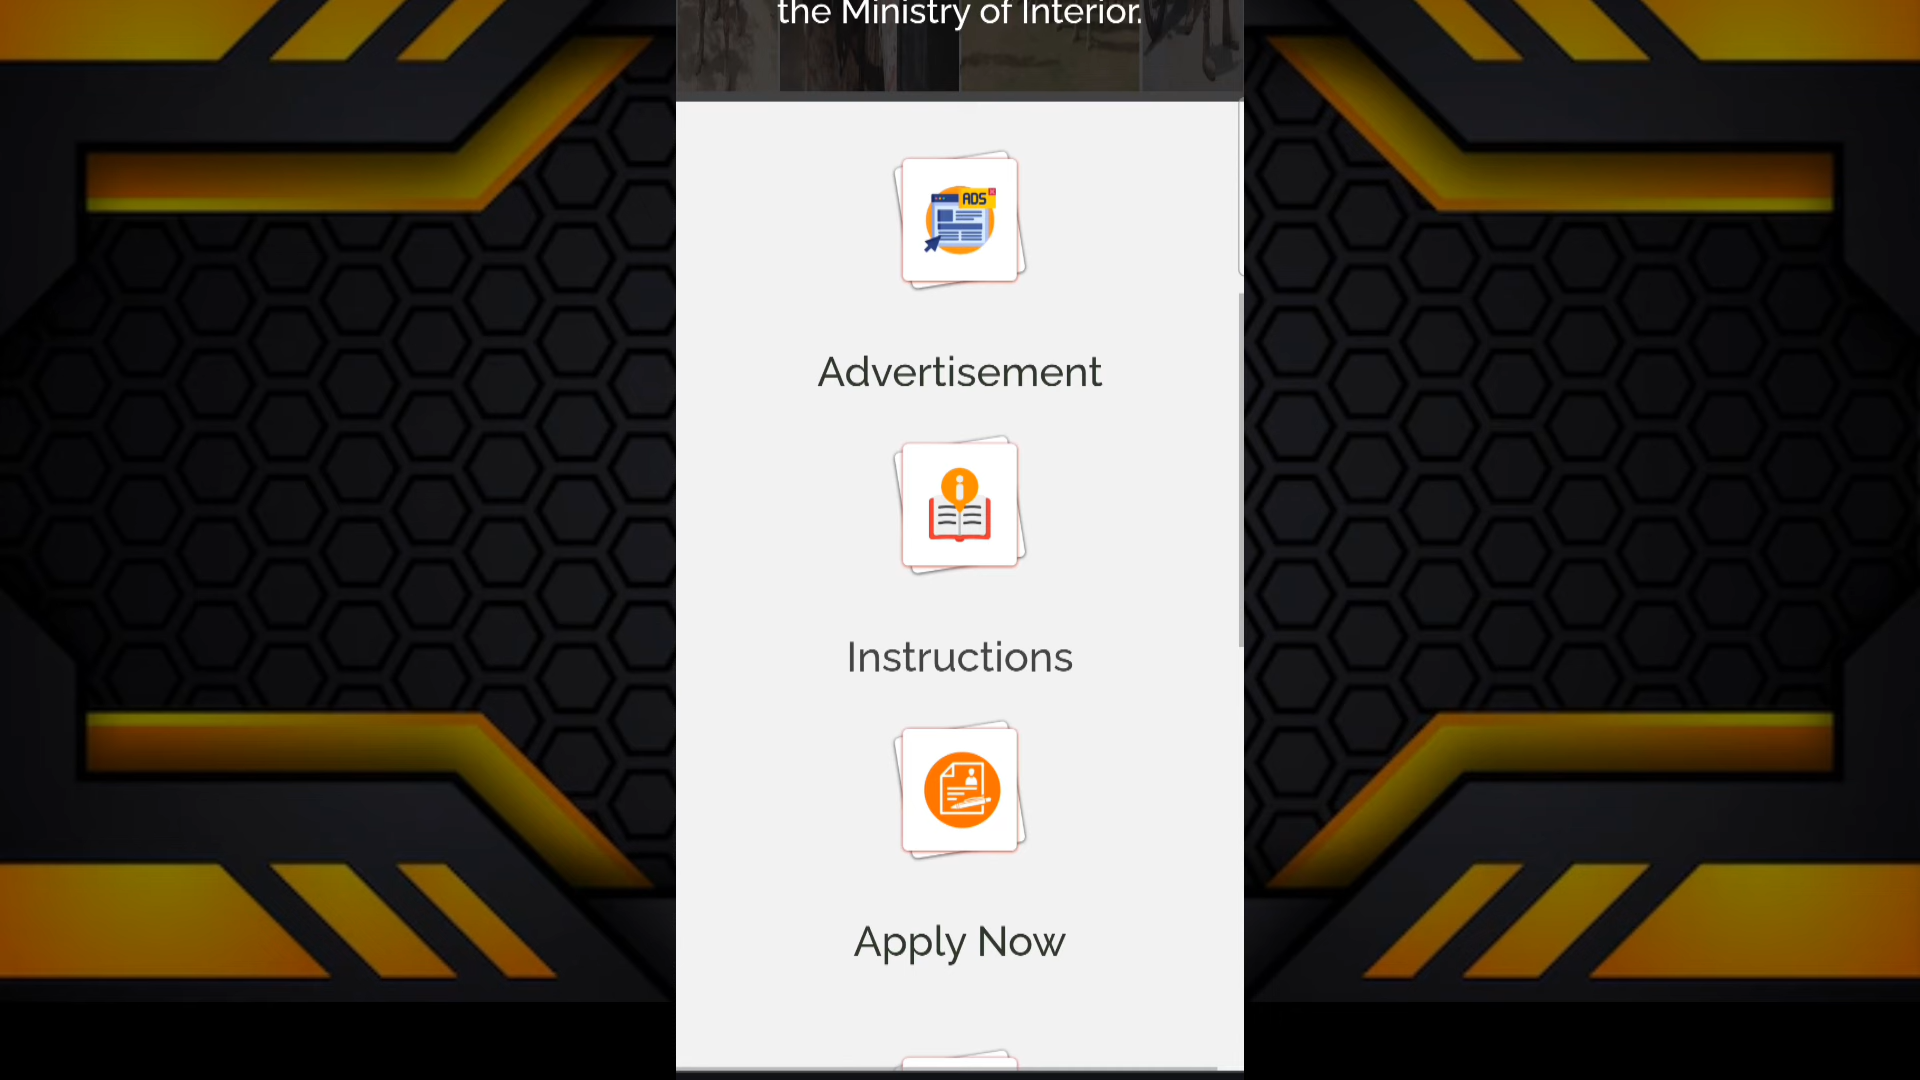 the Ministry of Interior.
ADS
Advertisement
i
Instructions
Apply Now